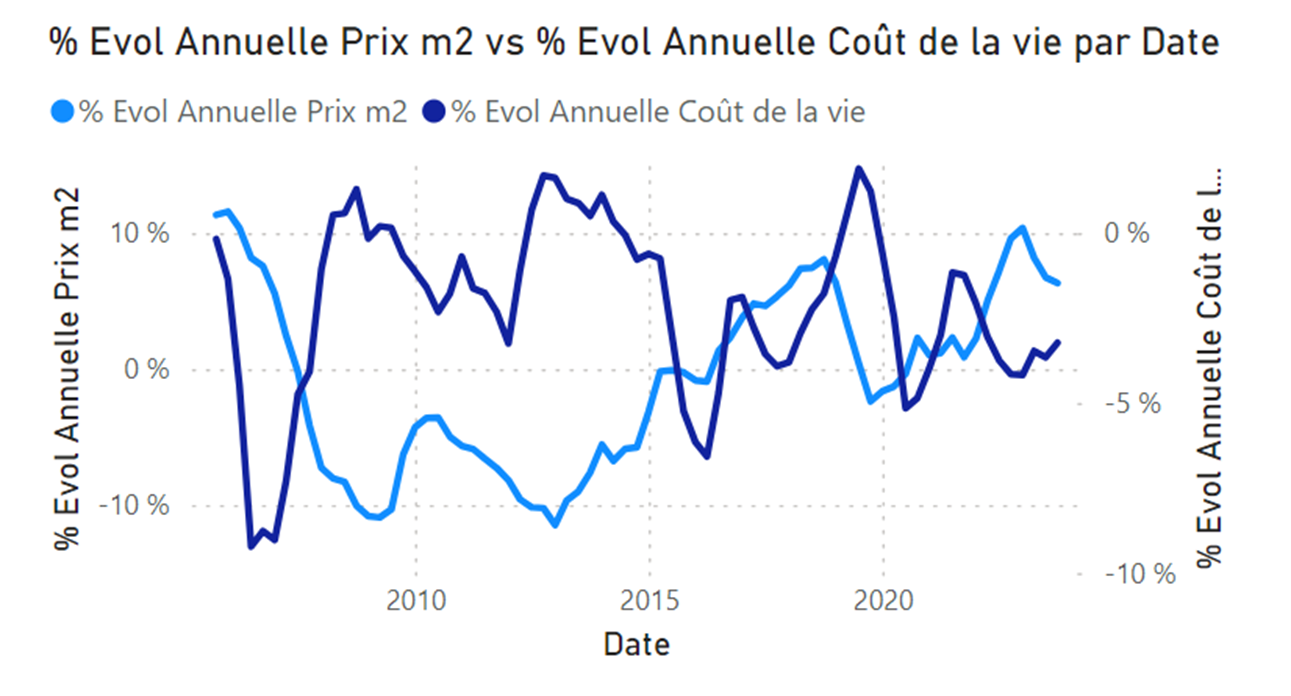 % Evol Annuelle Prix m2 vs % Evol Annuelle Coût de la vie par Date
% Evol Annuelle Prix m2 % Evol Annuelle Coût de la vie
% Evol Annuelle Prix m2
10 %
0 %
-10 %
0 %
-5 %
-10 %
% Evol Annuelle Coût de l...
2010 2015 2020
Date